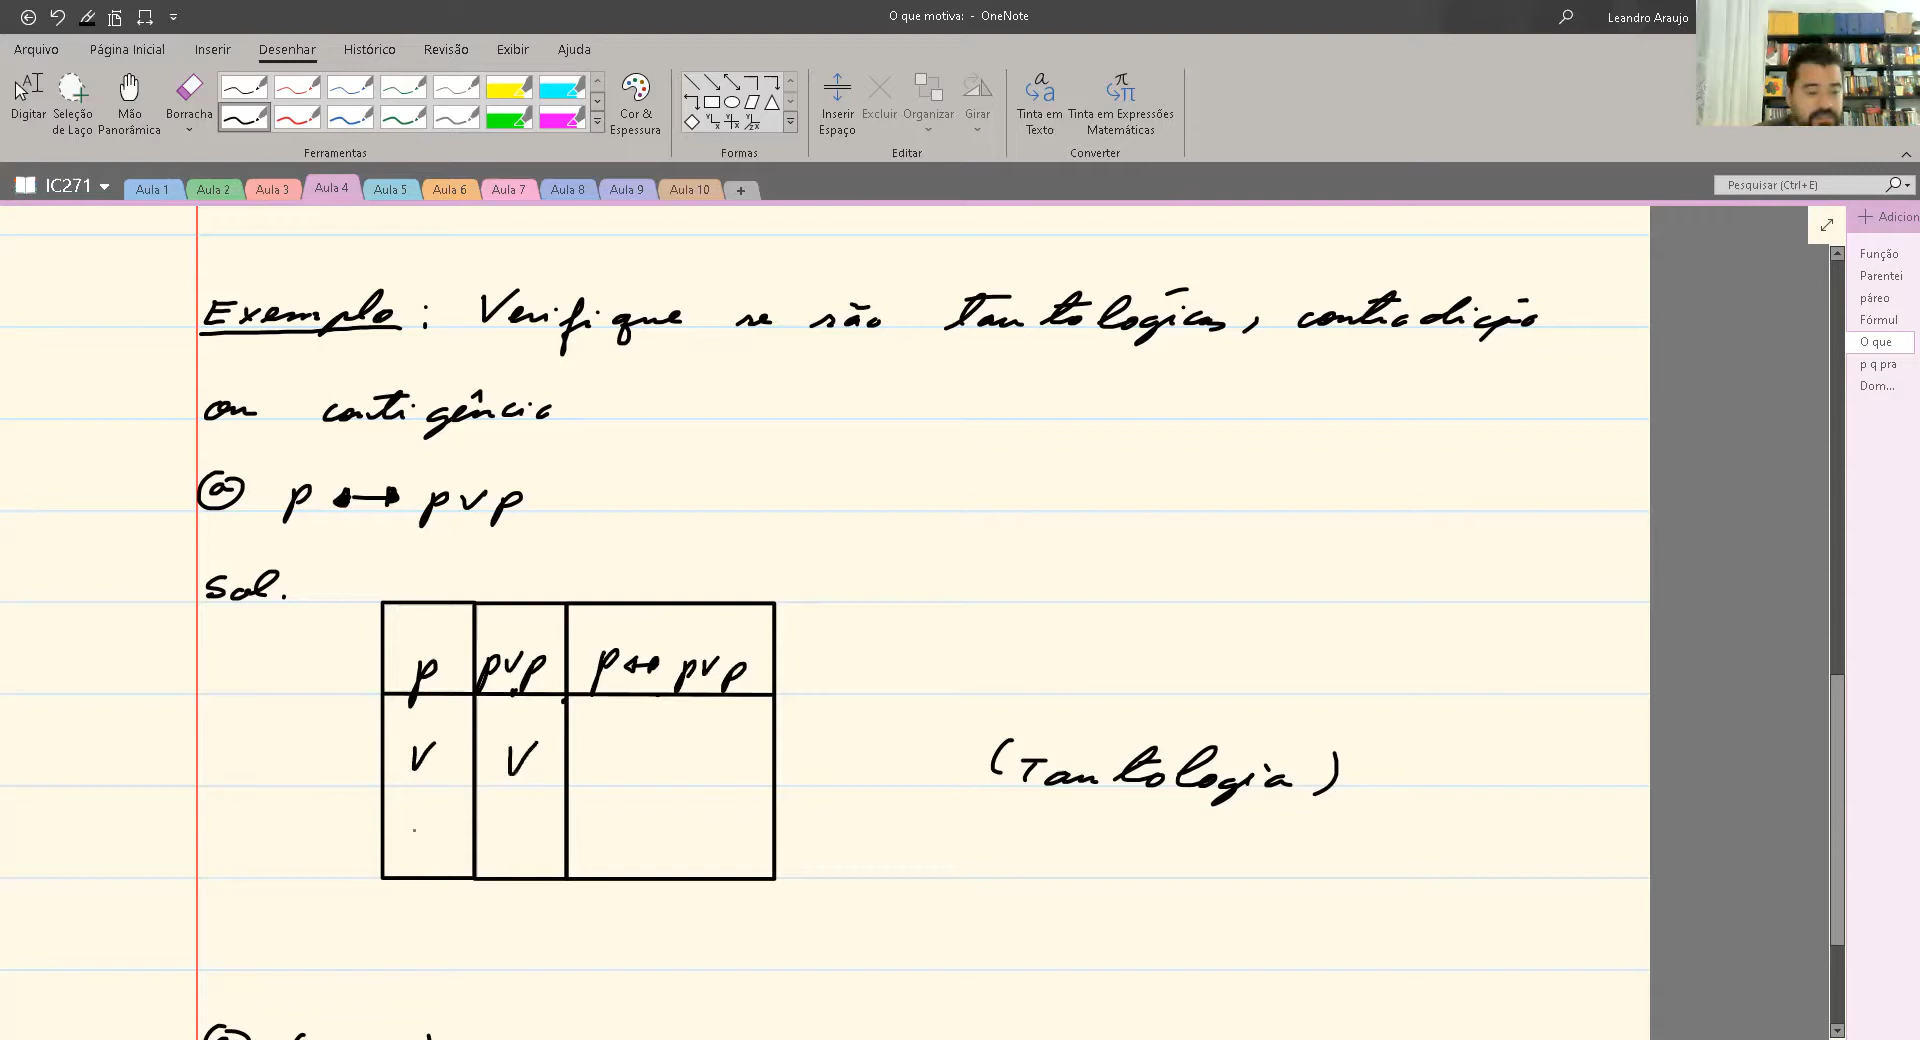 O que motiva: - OneNote
Leandro Araujo
Arquivo Página Inicial Inserir Desenhar Histórico Revisão Exibir Ajuda
Digitar Seleção de Laço Mão Panorâmica Borracha
Cor & Espessura
Inserir Espaço Excluir Organizar Girar
Tinta em Texto Tinta em Expressões Matemáticas
Ferramentas Formas Editar Converter
IC271 Aula 1 Aula 2 Aula 3 Aula 4 Aula 5 Aula 6 Aula 7 Aula 8 Aula 9 Aula 10 +
Pesquisar (Ctrl+E)
Adicion
Função
Parentei
páreo
Fórmul
O que
p q pra
Dom...
Exemplo: Verifique se são tautológicas, contradição
ou contigência
a p ↔ p v p
Sol.
p pvp p ↔ pvp
V V
(Tautologia)